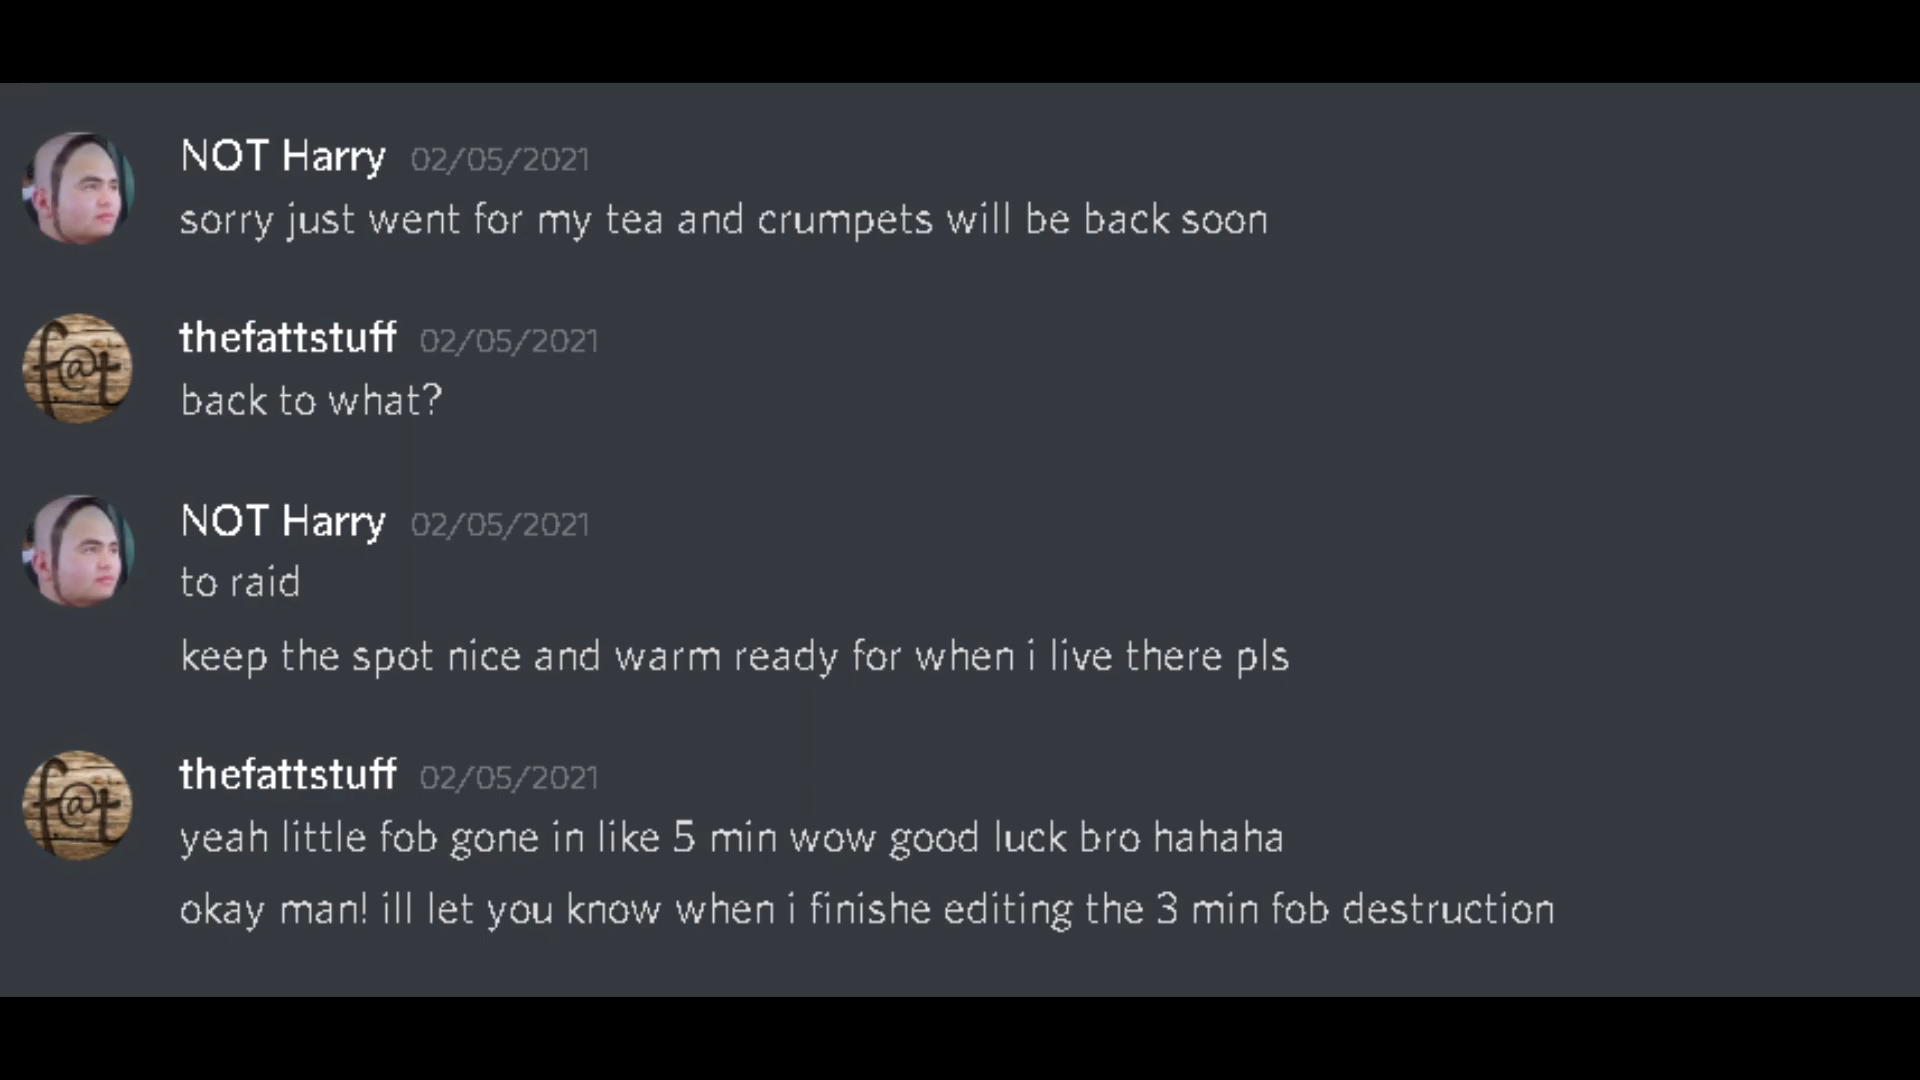 NOT Harry 02/05/2021
sorry just went for my tea and crumpets will be back soon
f@t
thefattstuff 02/05/2021
back to what?
NOT Harry 02/05/2021
to raid
keep the spot nice and warm ready for when i live there pls
f@t
thefattstuff 02/05/2021
yeah little fob gone in like 5 min wow good luck bro hahaha
okay man! ill let you know when i finishe editing the 3 min fob destruction